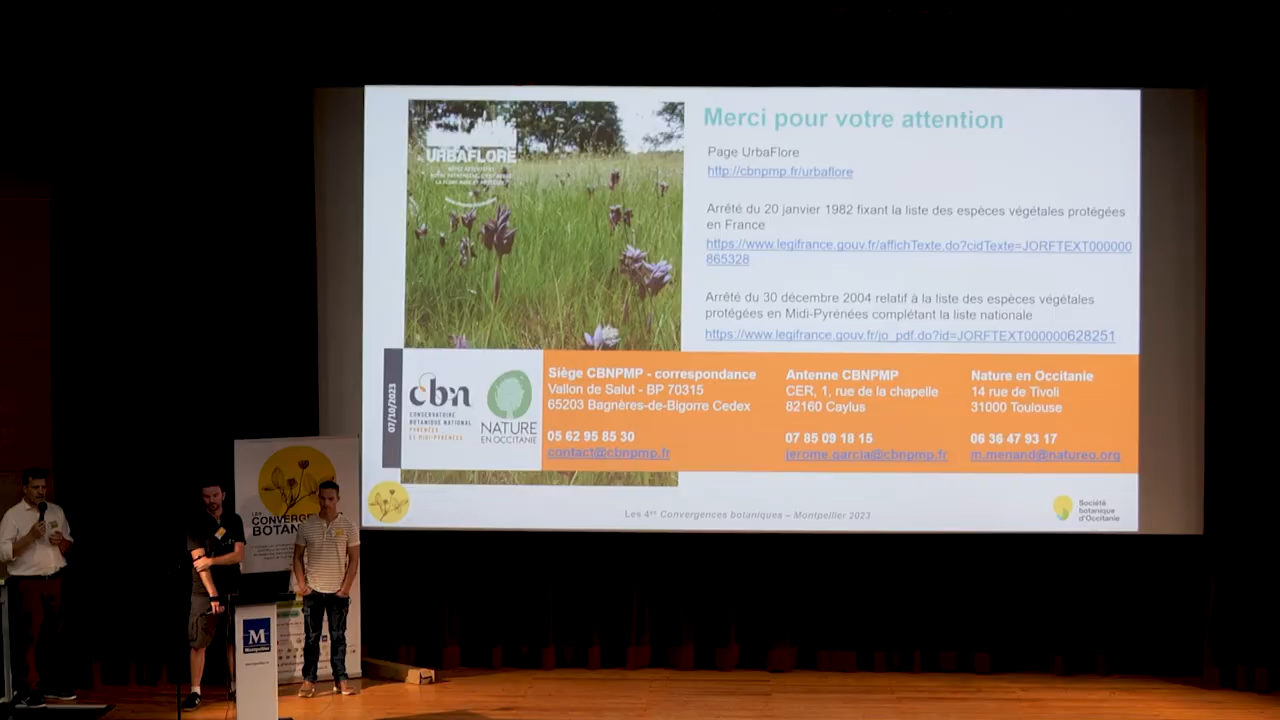 Merci pour votre attention
URBAFLORE
Page UrbaFlore
http://cbnpmp.fr/urbaflore
Arrêté du 20 janvier 1982 fixant la liste des espèces végétales protégées
en France
https://www.legifrance.gouv.fr/affichTexte.do?cidTexte=JORFTEXT000000
865328
Arrêté du 30 décembre 2004 relatif à la liste des espèces végétales
protégées en Midi-Pyrénées complétant la liste nationale
https://www.legifrance.gouv.fr/jo_pdf.do?id=JORFTEXT000000628251
07/10/2023
cbn
CONSERVATOIRE
BOTANIQUE NATIONAL
PYRÉNÉES
ET MIDI-PYRÉNÉES
NATURE
EN OCCITANIE
Siège CBNPMP - correspondance
Vallon de Salut - BP 70315
65203 Bagnères-de-Bigorre Cedex
05 62 95 85 30
contact@cbnpmp.fr
Antenne CBNPMP
CER, 1, rue de la chapelle
82160 Caylus
07 85 09 18 15
jerome.garcia@cbnpmp.fr
Nature en Occitanie
14 rue de Tivoli
31000 Toulouse
06 36 47 93 17
m.menand@natureo.org
Les 4es Convergences botaniques – Montpellier 2023
Société
botanique
d'Occitanie
LES
CONVERGE
BOTAN
M
Montpellier